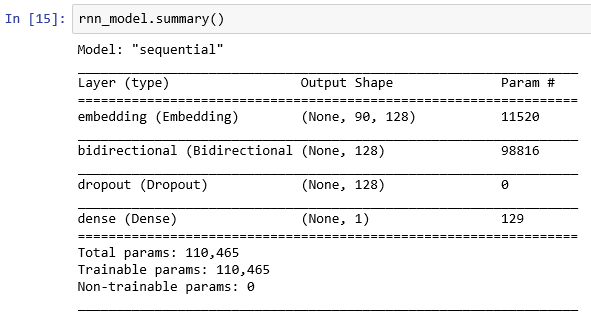 In [15]: rnn_model.summary()
Model: "sequential"
_________________________________________________________________
Layer (type)                 Output Shape              Param #
=================================================================
embedding (Embedding)        (None, 90, 128)           11520
_________________________________________________________________
bidirectional (Bidirectional (None, 128)               98816
_________________________________________________________________
dropout (Dropout)            (None, 128)               0
_________________________________________________________________
dense (Dense)                (None, 1)                 129
=================================================================
Total params: 110,465
Trainable params: 110,465
Non-trainable params: 0
_________________________________________________________________